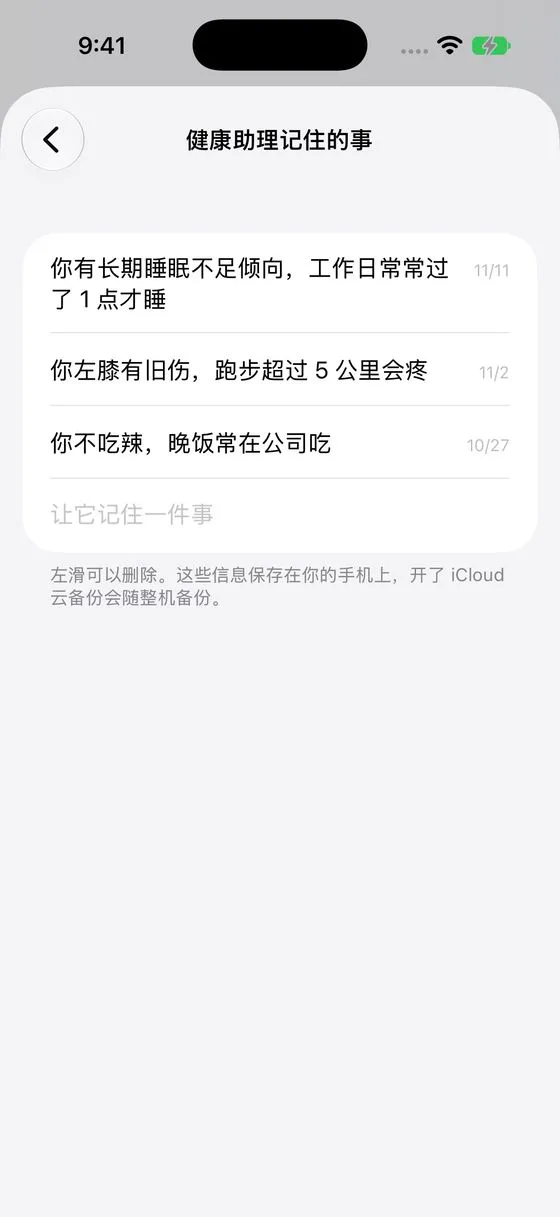 9:41
健康助理记住的事
你有长期睡眠不足倾向，工作日常常过
11/11
了 1 点才睡
你左膝有旧伤，跑步超过 5 公里会疼
11/2
你不吃辣，晚饭常在公司吃
10/27
让它记住一件事
左滑可以删除。这些信息保存在你的手机上，开了 iCloud
云备份会随整机备份。